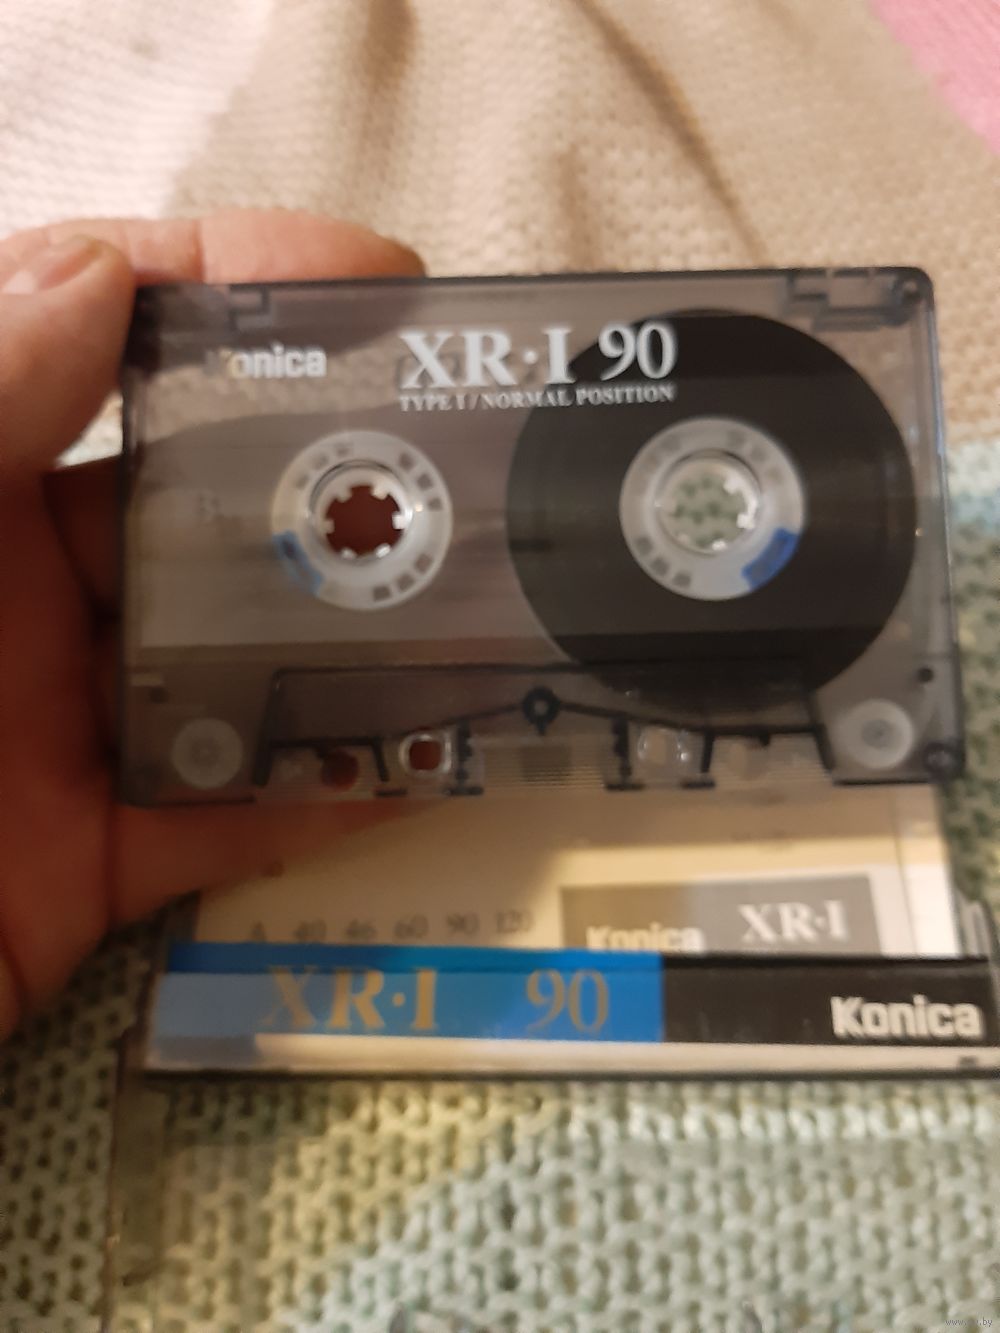 Konica
XR·I 90
TYPE I / NORMAL POSITION
B
A 40 46 60 90 120
Konica XR·I
XR·I 90 Konica